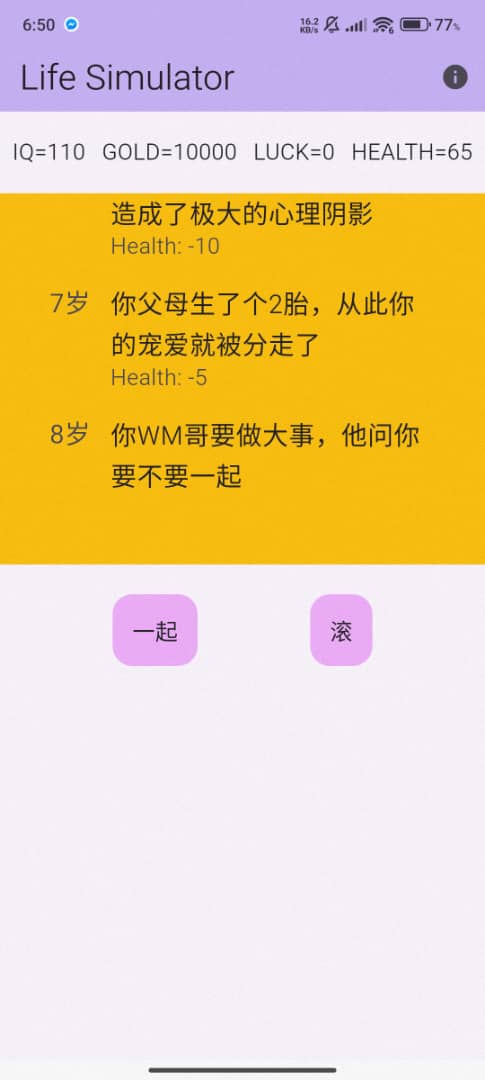 6:50 16.2 KB/s 6 77%
Life Simulator
IQ=110 GOLD=10000 LUCK=0 HEALTH=65
造成了极大的心理阴影
Health: -10
7岁 你父母生了个2胎，从此你
的宠爱就被分走了
Health: -5
8岁 你WM哥要做大事，他问你
要不要一起
一起 滚